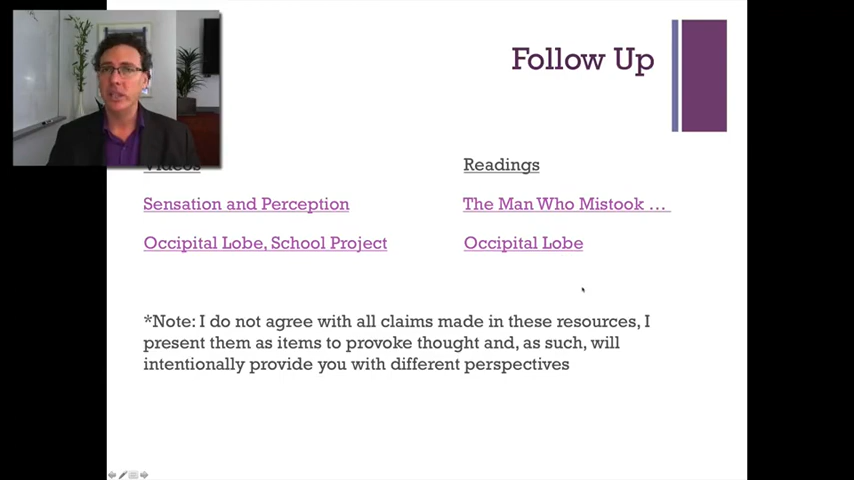 Follow Up
Videos
Sensation and Perception
Occipital Lobe, School Project
Readings
The Man Who Mistook …
Occipital Lobe
*Note: I do not agree with all claims made in these resources, I
present them as items to provoke thought and, as such, will
intentionally provide you with different perspectives